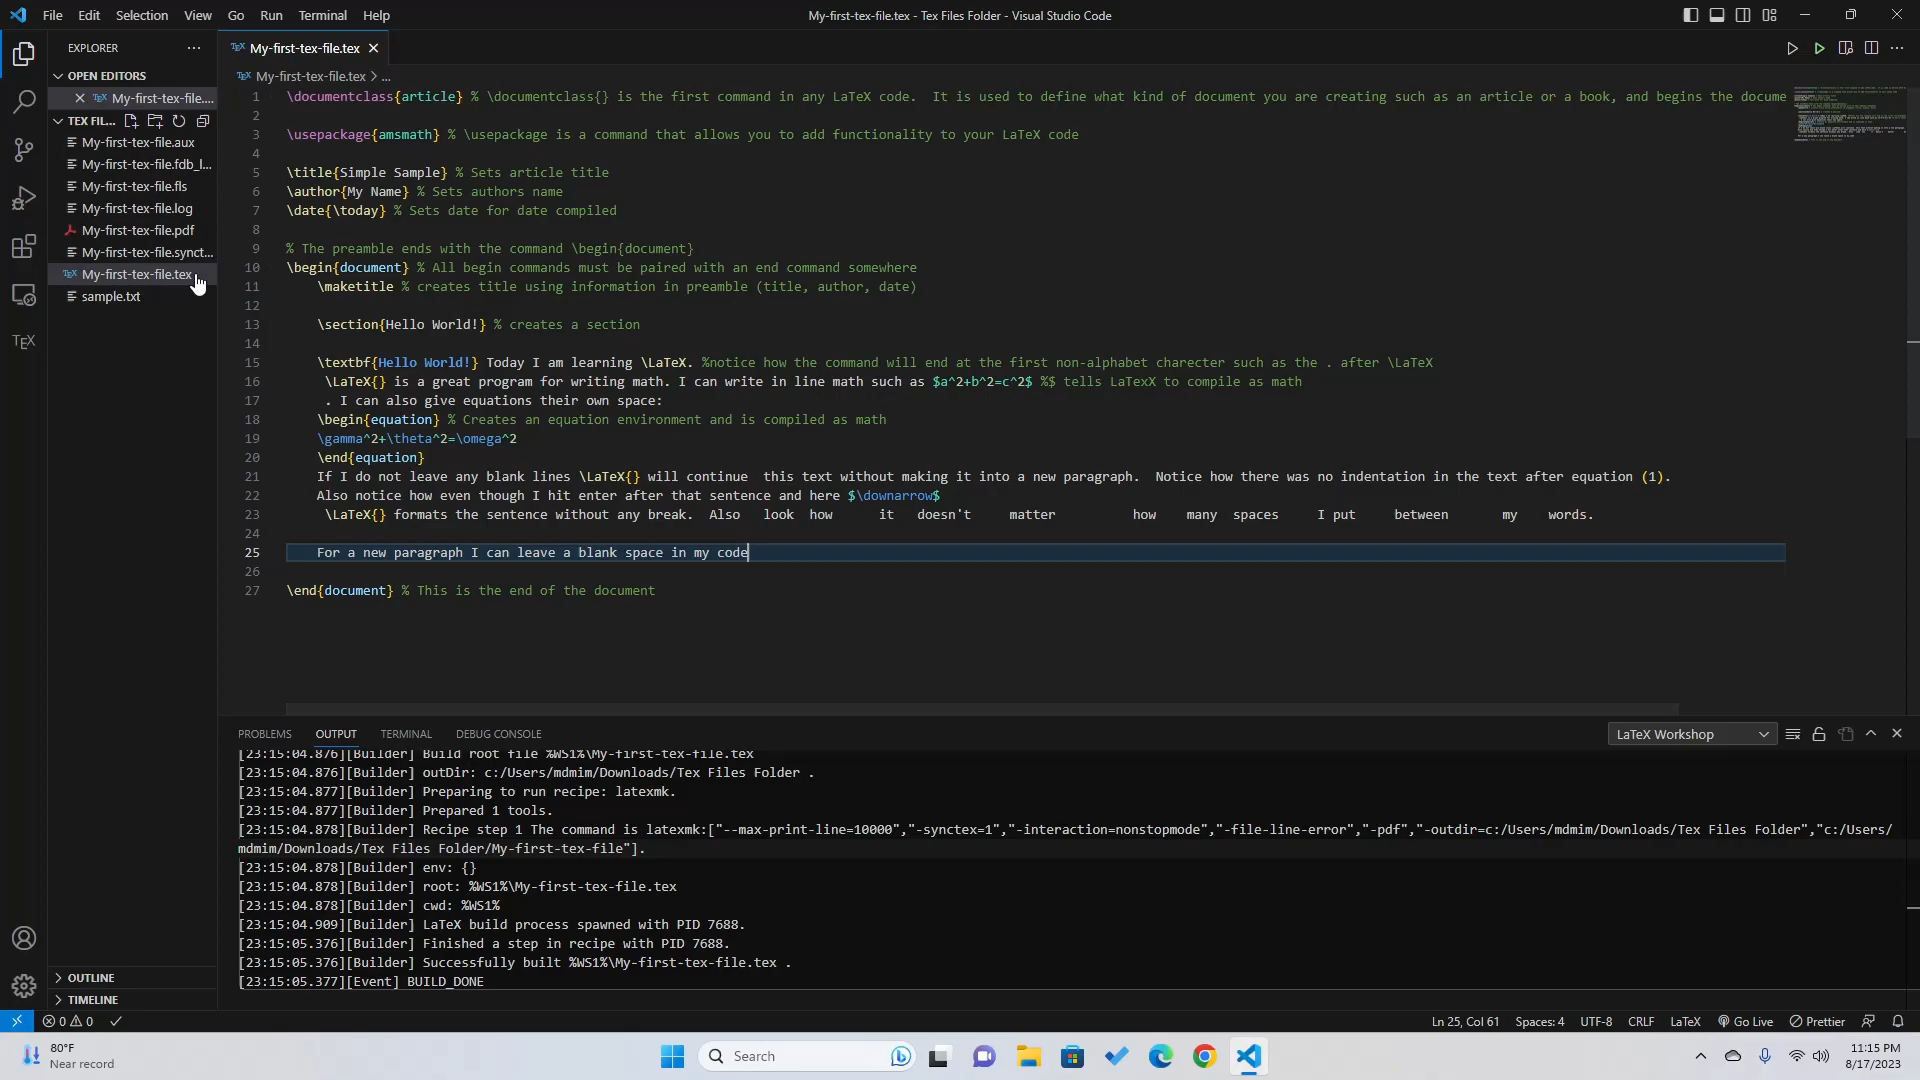 File Edit Selection View Go Run Terminal Help
My-first-tex-file.tex - Tex Files Folder - Visual Studio Code
EXPLORER
OPEN EDITORS
My-first-tex-file....
TEX FIL...
My-first-tex-file.aux
My-first-tex-file.fdb_l...
My-first-tex-file.fls
My-first-tex-file.log
My-first-tex-file.pdf
My-first-tex-file.synct...
TEX My-first-tex-file.tex
sample.txt
TEX
OUTLINE
TIMELINE
TEX My-first-tex-file.tex
TEX My-first-tex-file.tex > ...
1 \documentclass{article} % \documentclass{} is the first command in any LaTeX code.  It is used to define what kind of document you are creating such as an article or a book, and begins the docume
2
3 \usepackage{amsmath} % \usepackage is a command that allows you to add functionality to your LaTeX code
4
5 \title{Simple Sample} % Sets article title
6 \author{My Name} % Sets authors name
7 \date{\today} % Sets date for date compiled
8
9 % The preamble ends with the command \begin{document}
10 \begin{document} % All begin commands must be paired with an end command somewhere
11 \maketitle % creates title using information in preamble (title, author, date)
12
13 \section{Hello World!} % creates a section
14
15 \textbf{Hello World!} Today I am learning \LaTeX. %notice how the command will end at the first non-alphabet charecter such as the . after \LaTeX
16 \LaTeX{} is a great program for writing math. I can write in line math such as $a^2+b^2=c^2$ %$ tells LaTexX to compile as math
17 . I can also give equations their own space:
18 \begin{equation} % Creates an equation environment and is compiled as math
19 \gamma^2+\theta^2=\omega^2
20 \end{equation}
21 If I do not leave any blank lines \LaTeX{} will continue  this text without making it into a new paragraph.  Notice how there was no indentation in the text after equation (1).
22 Also notice how even though I hit enter after that sentence and here $\downarrow$
23 \LaTeX{} formats the sentence without any break.  Also   look  how      it   doesn't     matter          how    many  spaces     I put     between       my    words.
24
25 For a new paragraph I can leave a blank space in my code
26
27 \end{document} % This is the end of the document
PROBLEMS OUTPUT TERMINAL DEBUG CONSOLE
LaTeX Workshop
[23:15:04.876][Builder] Build root file %WS1%\My-first-tex-file.tex
[23:15:04.876][Builder] outDir: c:/Users/mdmim/Downloads/Tex Files Folder .
[23:15:04.877][Builder] Preparing to run recipe: latexmk.
[23:15:04.877][Builder] Prepared 1 tools.
[23:15:04.878][Builder] Recipe step 1 The command is latexmk:["--max-print-line=10000","-synctex=1","-interaction=nonstopmode","-file-line-error","-pdf","-outdir=c:/Users/mdmim/Downloads/Tex Files Folder","c:/Users/
mdmim/Downloads/Tex Files Folder/My-first-tex-file"].
[23:15:04.878][Builder] env: {}
[23:15:04.878][Builder] root: %WS1%\My-first-tex-file.tex
[23:15:04.878][Builder] cwd: %WS1%
[23:15:04.909][Builder] LaTeX build process spawned with PID 7688.
[23:15:05.376][Builder] Finished a step in recipe with PID 7688.
[23:15:05.376][Builder] Successfully built %WS1%\My-first-tex-file.tex .
[23:15:05.377][Event] BUILD_DONE
0 0
Ln 25, Col 61 Spaces: 4 UTF-8 CRLF LaTeX Go Live Prettier
80°F
Near record
Search
11:15 PM
8/17/2023